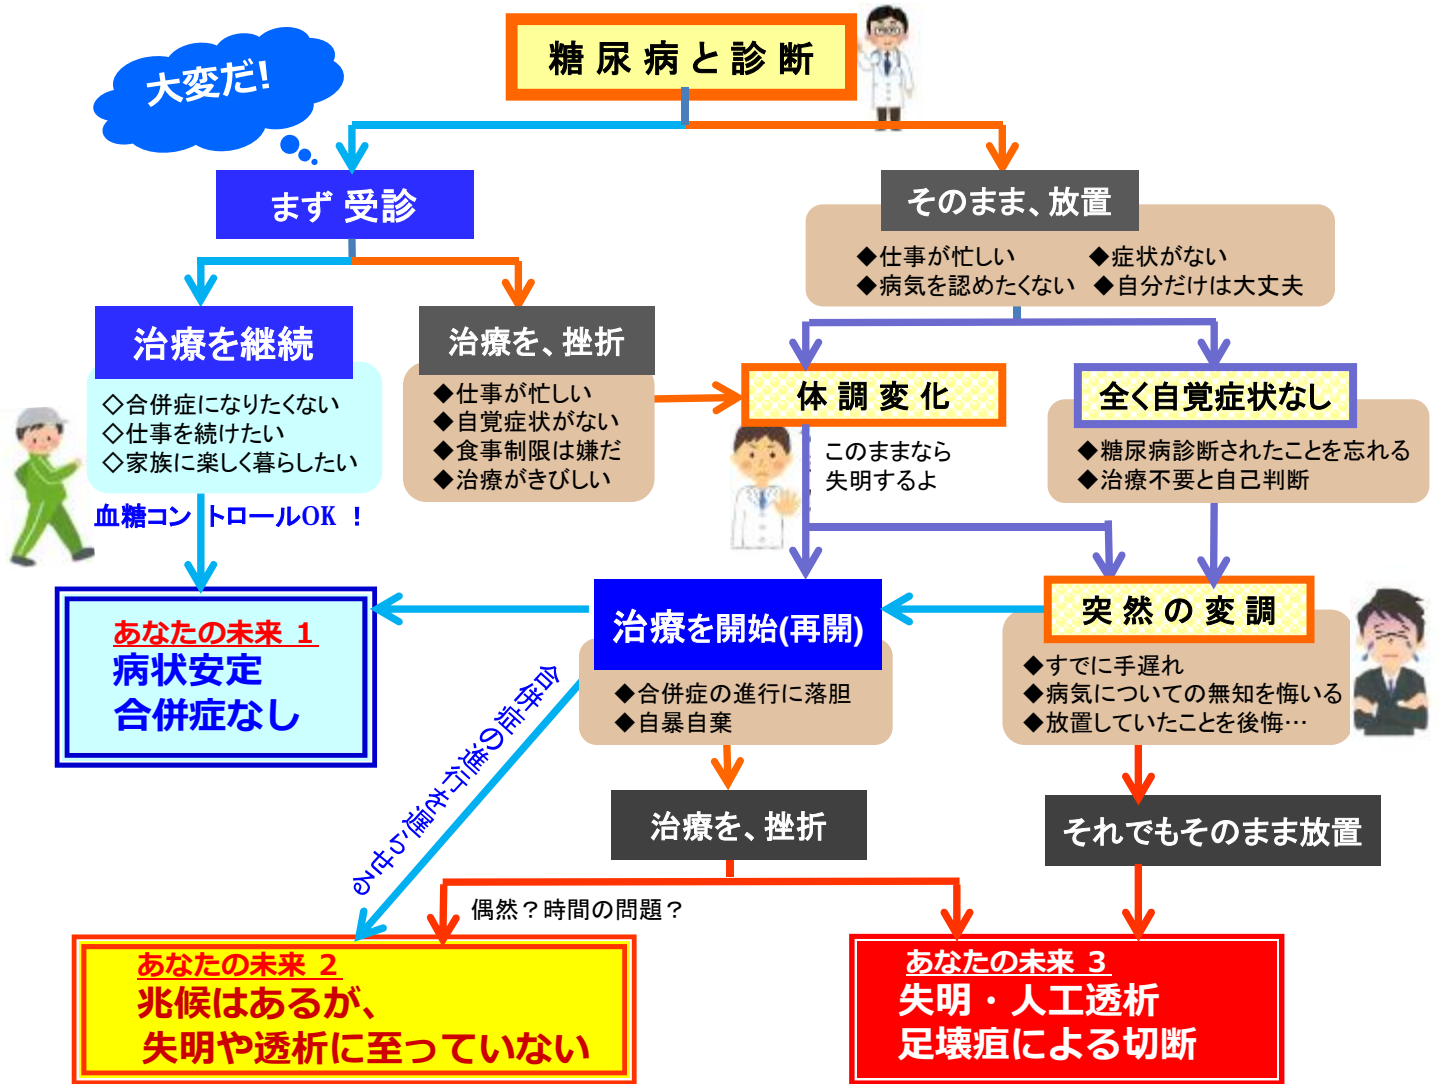 糖尿病と診断
大変だ!
まず 受診
そのまま、放置
◆仕事が忙しい ◆症状がない
◆病気を認めたくない ◆自分だけは大丈夫
治療を継続
◇合併症になりたくない
◇仕事を続けたい
◇家族に楽しく暮らしたい
血糖コントロールOK !
治療を、挫折
◆仕事が忙しい
◆自覚症状がない
◆食事制限は嫌だ
◆治療がきびしい
体調変化
このままなら
失明するよ
全く自覚症状なし
◆糖尿病診断されたことを忘れる
◆治療不要と自己判断
突然の変調
◆すでに手遅れ
◆病気についての無知を悔いる
◆放置していたことを後悔…
治療を開始(再開)
◆合併症の進行に落胆
◆自暴自棄
合併症の進行を遅らせる
治療を、挫折
それでもそのまま放置
偶然？時間の問題？
あなたの未来 1
病状安定
合併症なし
あなたの未来 2
兆候はあるが、
失明や透析に至っていない
あなたの未来 3
失明・人工透析
足壊疽による切断